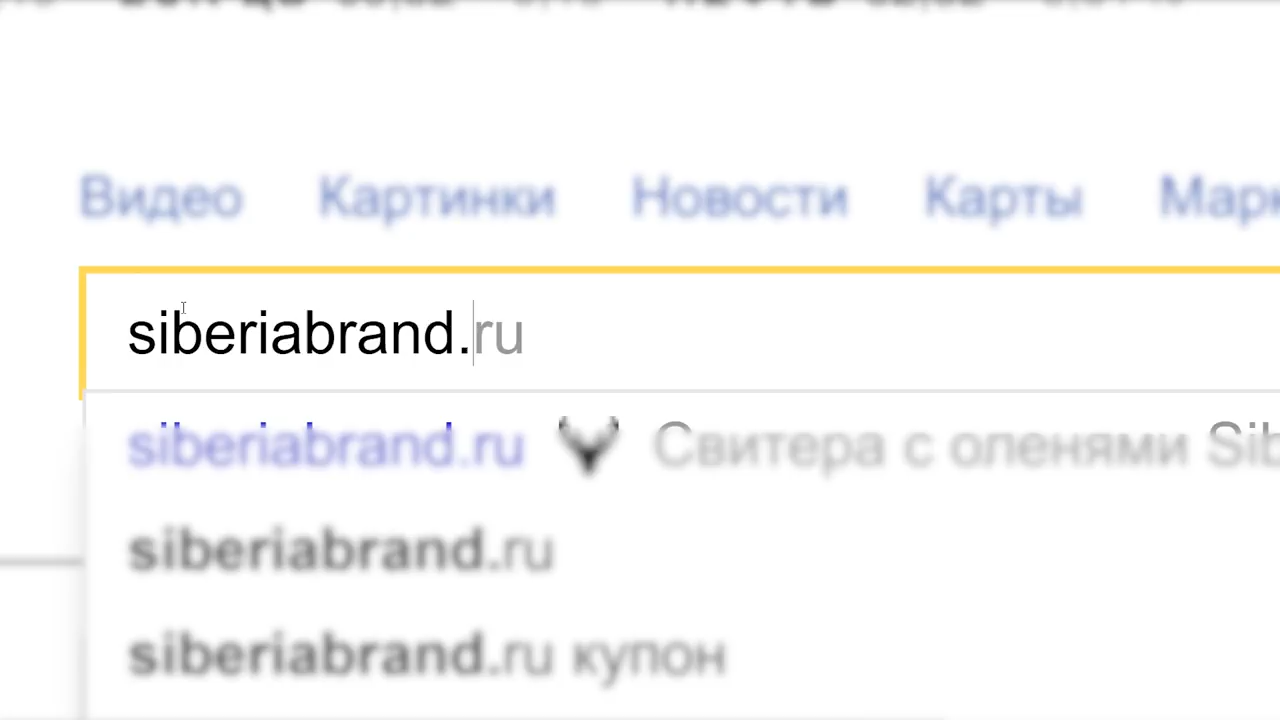 Видео Картинки Новости Карты
siberiabrand.ru
siberiabrand.ru Свитера с оленями
siberiabrand.ru
siberiabrand.ru купон